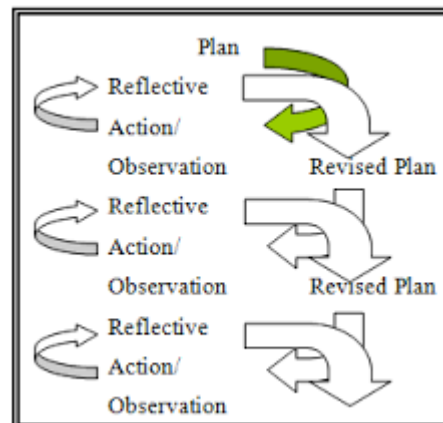 Plan
Reflective
Action/
Observation
Revised Plan
Reflective
Action/
Observation
Revised Plan
Reflective
Action/
Observation